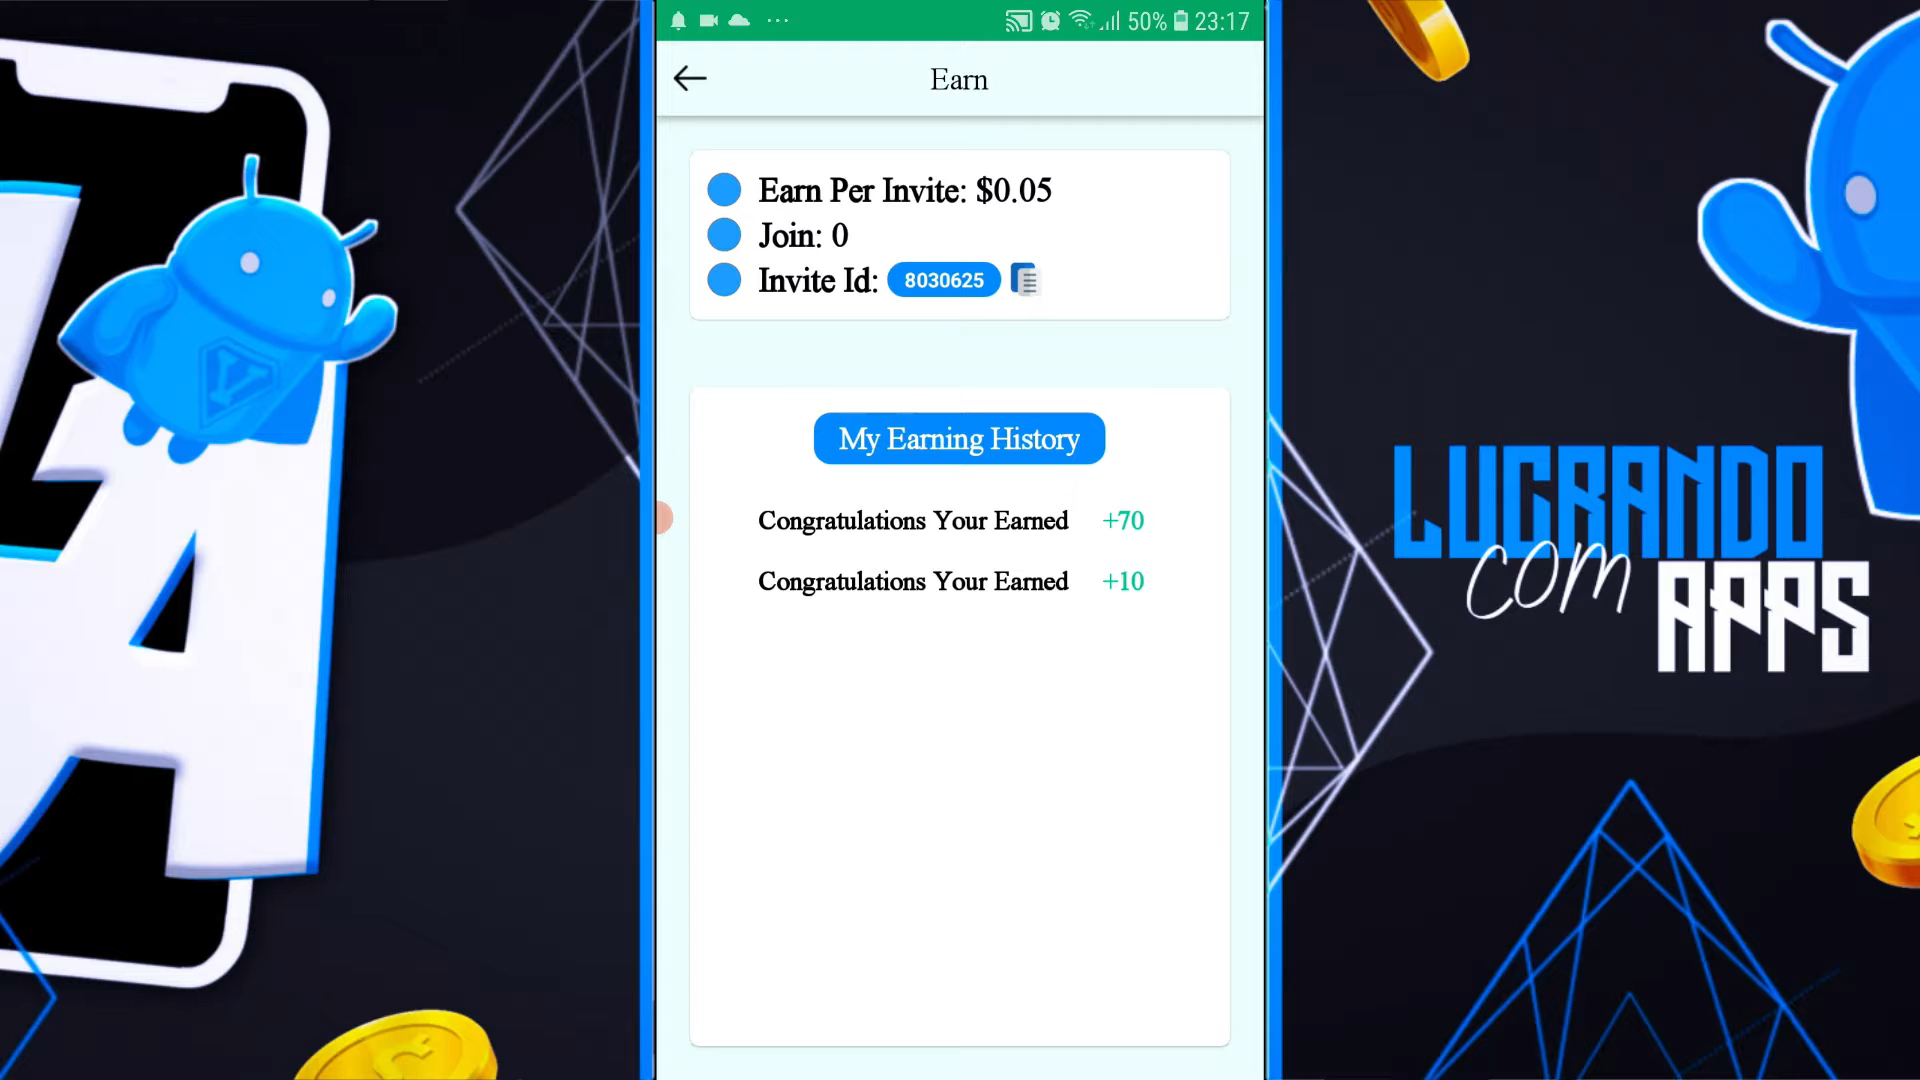 50% 23:17
Earn
Earn Per Invite: $0.05
Join: 0
Invite Id: 8030625
My Earning History
Congratulations Your Earned +70
Congratulations Your Earned +10
LUCRANDO
com
APPS